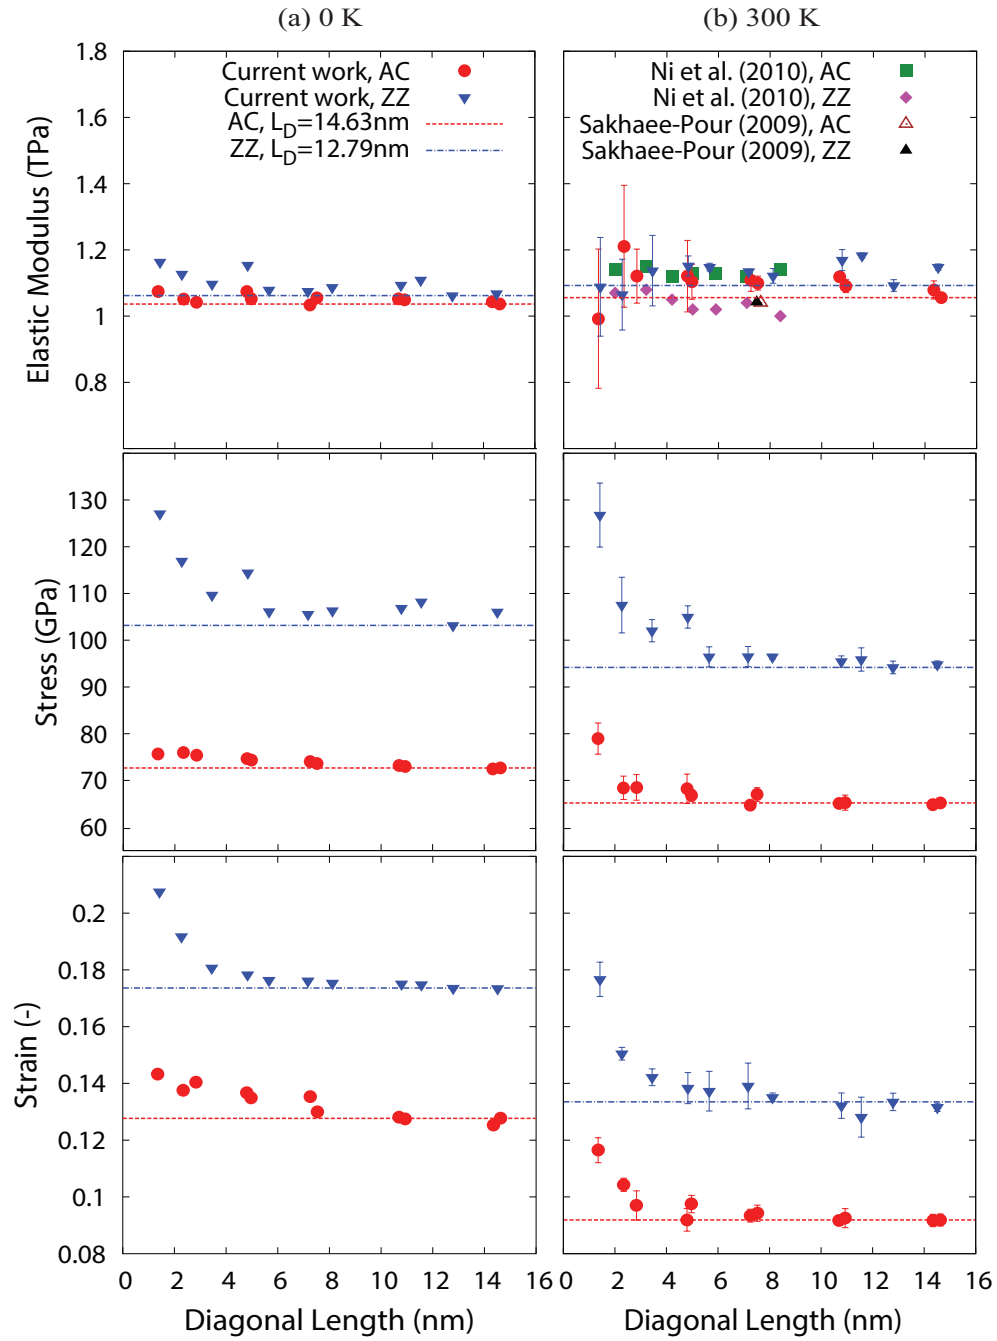 (a) 0 K
(b) 300 K
Elastic Modulus (TPa)
1.8
1.6
1.4
1.2
1
0.8
Current work, AC
Current work, ZZ
AC, L_D=14.63nm
ZZ, L_D=12.79nm
Ni et al. (2010), AC
Ni et al. (2010), ZZ
Sakhaee-Pour (2009), AC
Sakhaee-Pour (2009), ZZ
Stress (GPa)
130
120
110
100
90
80
70
60
Strain (-)
0.2
0.18
0.16
0.14
0.12
0.1
0.08
0 2 4 6 8 10 12 14 16
0 2 4 6 8 10 12 14 16
Diagonal Length (nm)
Diagonal Length (nm)